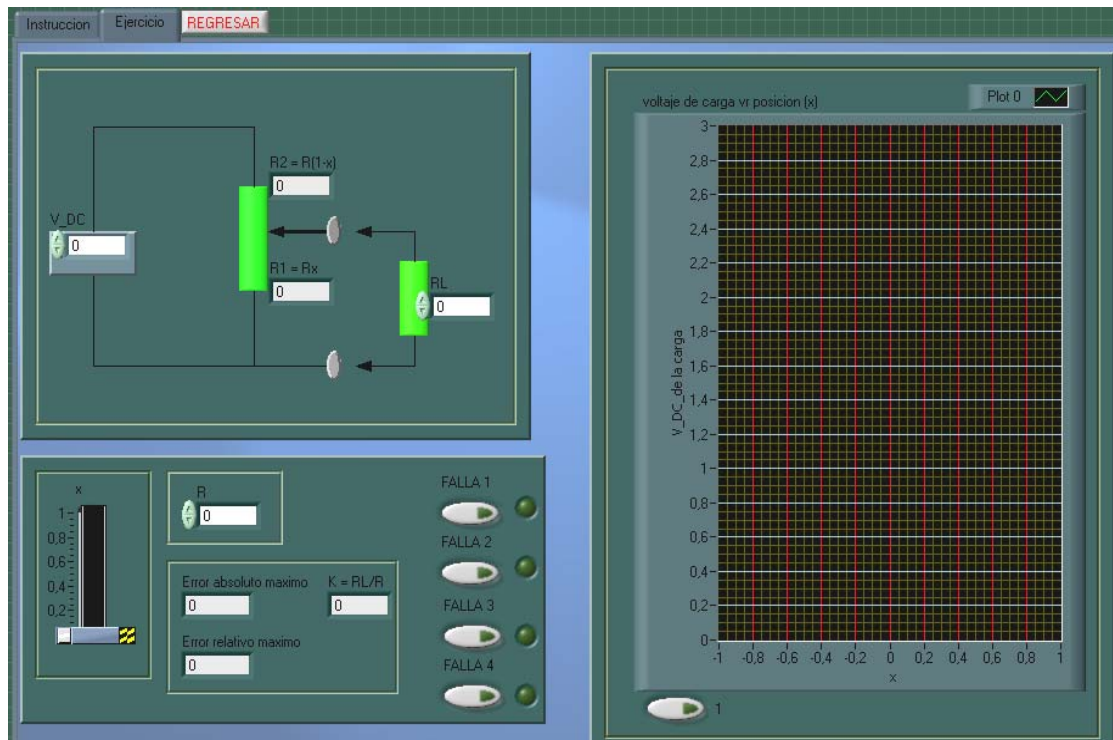 Instruccion
Ejercicio
REGRESAR
R2 = R(1-x)
0
V_DC
0
R1 = Rx
0
RL
0
x
1
0,8
0,6
0,4
0,2
R
0
Error absoluto maximo
0
K = RL/R
0
Error relativo maximo
0
FALLA 1
FALLA 2
FALLA 3
FALLA 4
voltaje de carga vr posicion (x)
Plot 0
V_DC_de la carga
3
2,8
2,6
2,4
2,2
2
1,8
1,6
1,4
1,2
1
0,8
0,6
0,4
0,2
0
-1 -0,8 -0,6 -0,4 -0,2 0 0,2 0,4 0,6 0,8 1
x
1